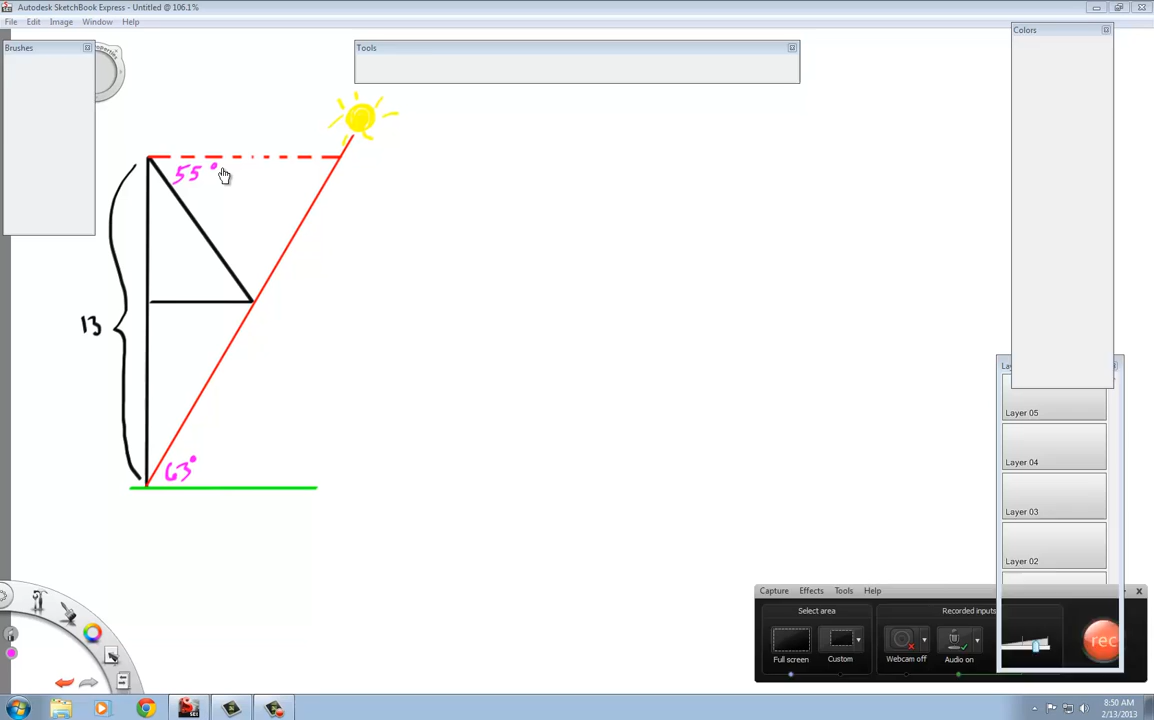 Autodesk SketchBook Express - Untitled @ 106.1%
File Edit Image Window Help
Brushes
Tools
Colors
55°
13
63°
Layer 05
Layer 04
Layer 03
Layer 02
Capture Effects Tools Help
Select area
Recorded inputs
Full screen
Custom
Webcam off
Audio on
rec
8:50 AM
2/13/2013